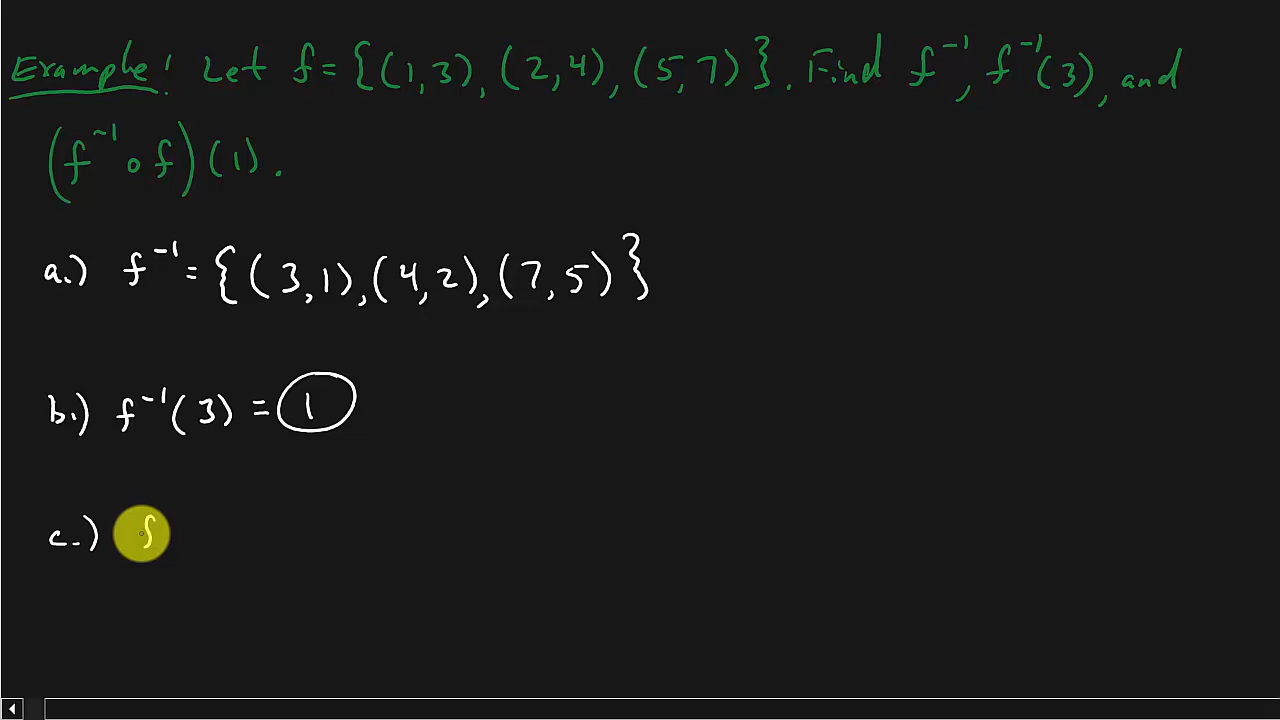 Example! Let f = {(1,3), (2,4), (5,7)}. Find f⁻¹, f⁻¹(3), and
(f⁻¹ ∘ f)(1).
a.) f⁻¹ = {(3,1), (4,2), (7,5)}
b.) f⁻¹(3) = 1
c.) f